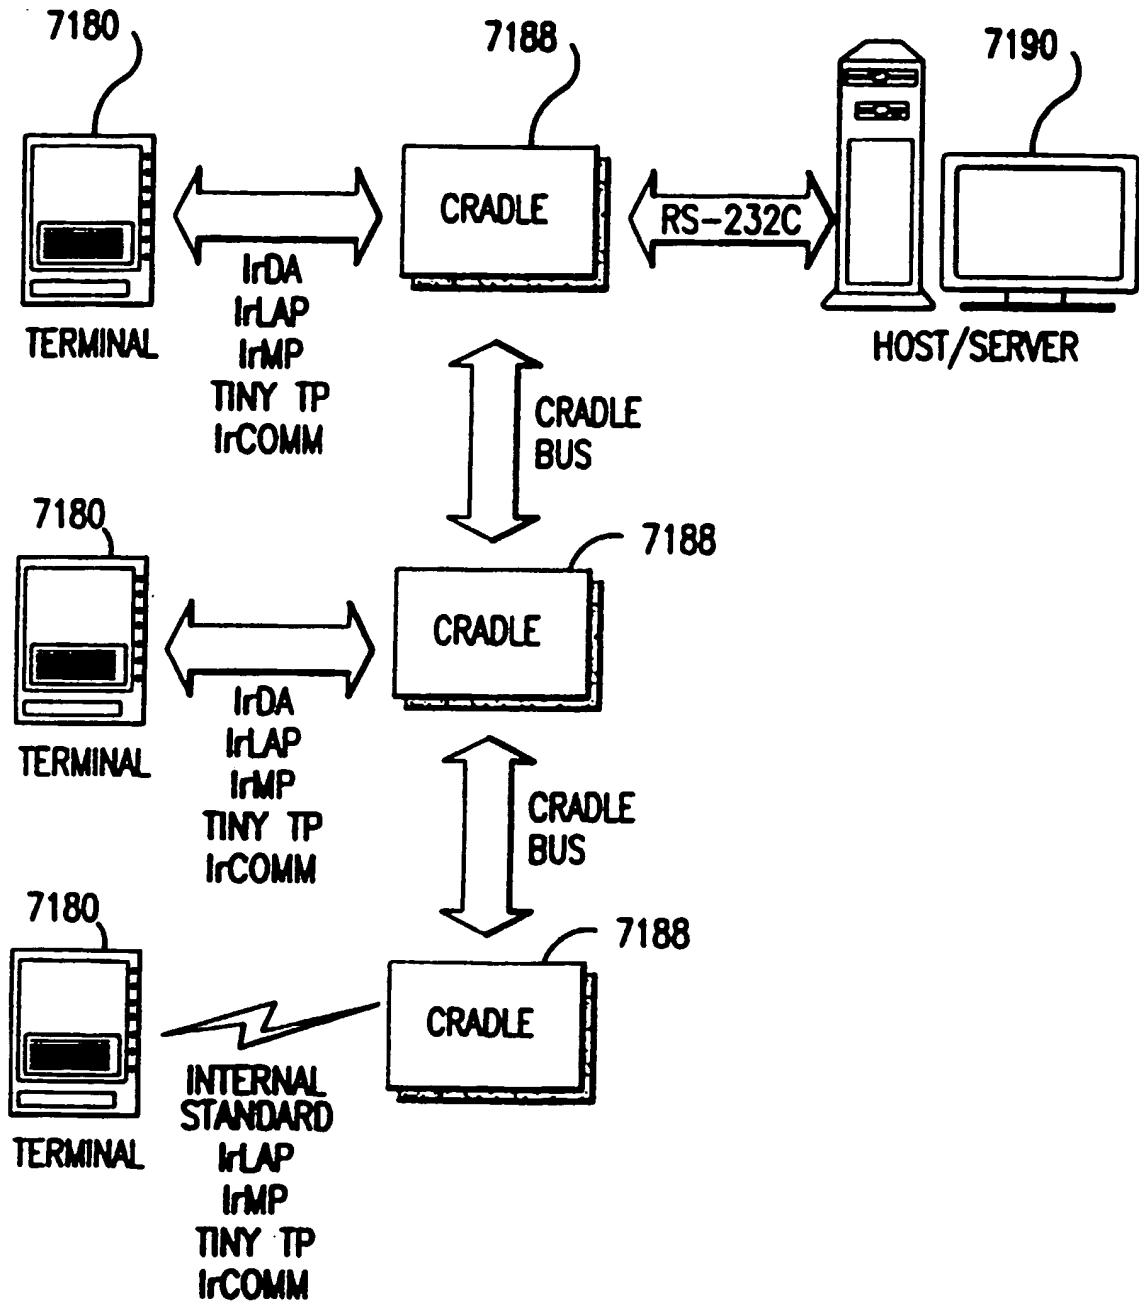 7180
7188
7190
CRADLE
RS-232C
IrDA
IrLAP
IrMP
TINY TP
IrCOMM
TERMINAL
HOST/SERVER
CRADLE
BUS
7180
7188
CRADLE
IrDA
IrLAP
IrMP
TINY TP
IrCOMM
TERMINAL
CRADLE
BUS
7180
7188
CRADLE
INTERNAL
STANDARD
IrLAP
IrMP
TINY TP
IrCOMM
TERMINAL